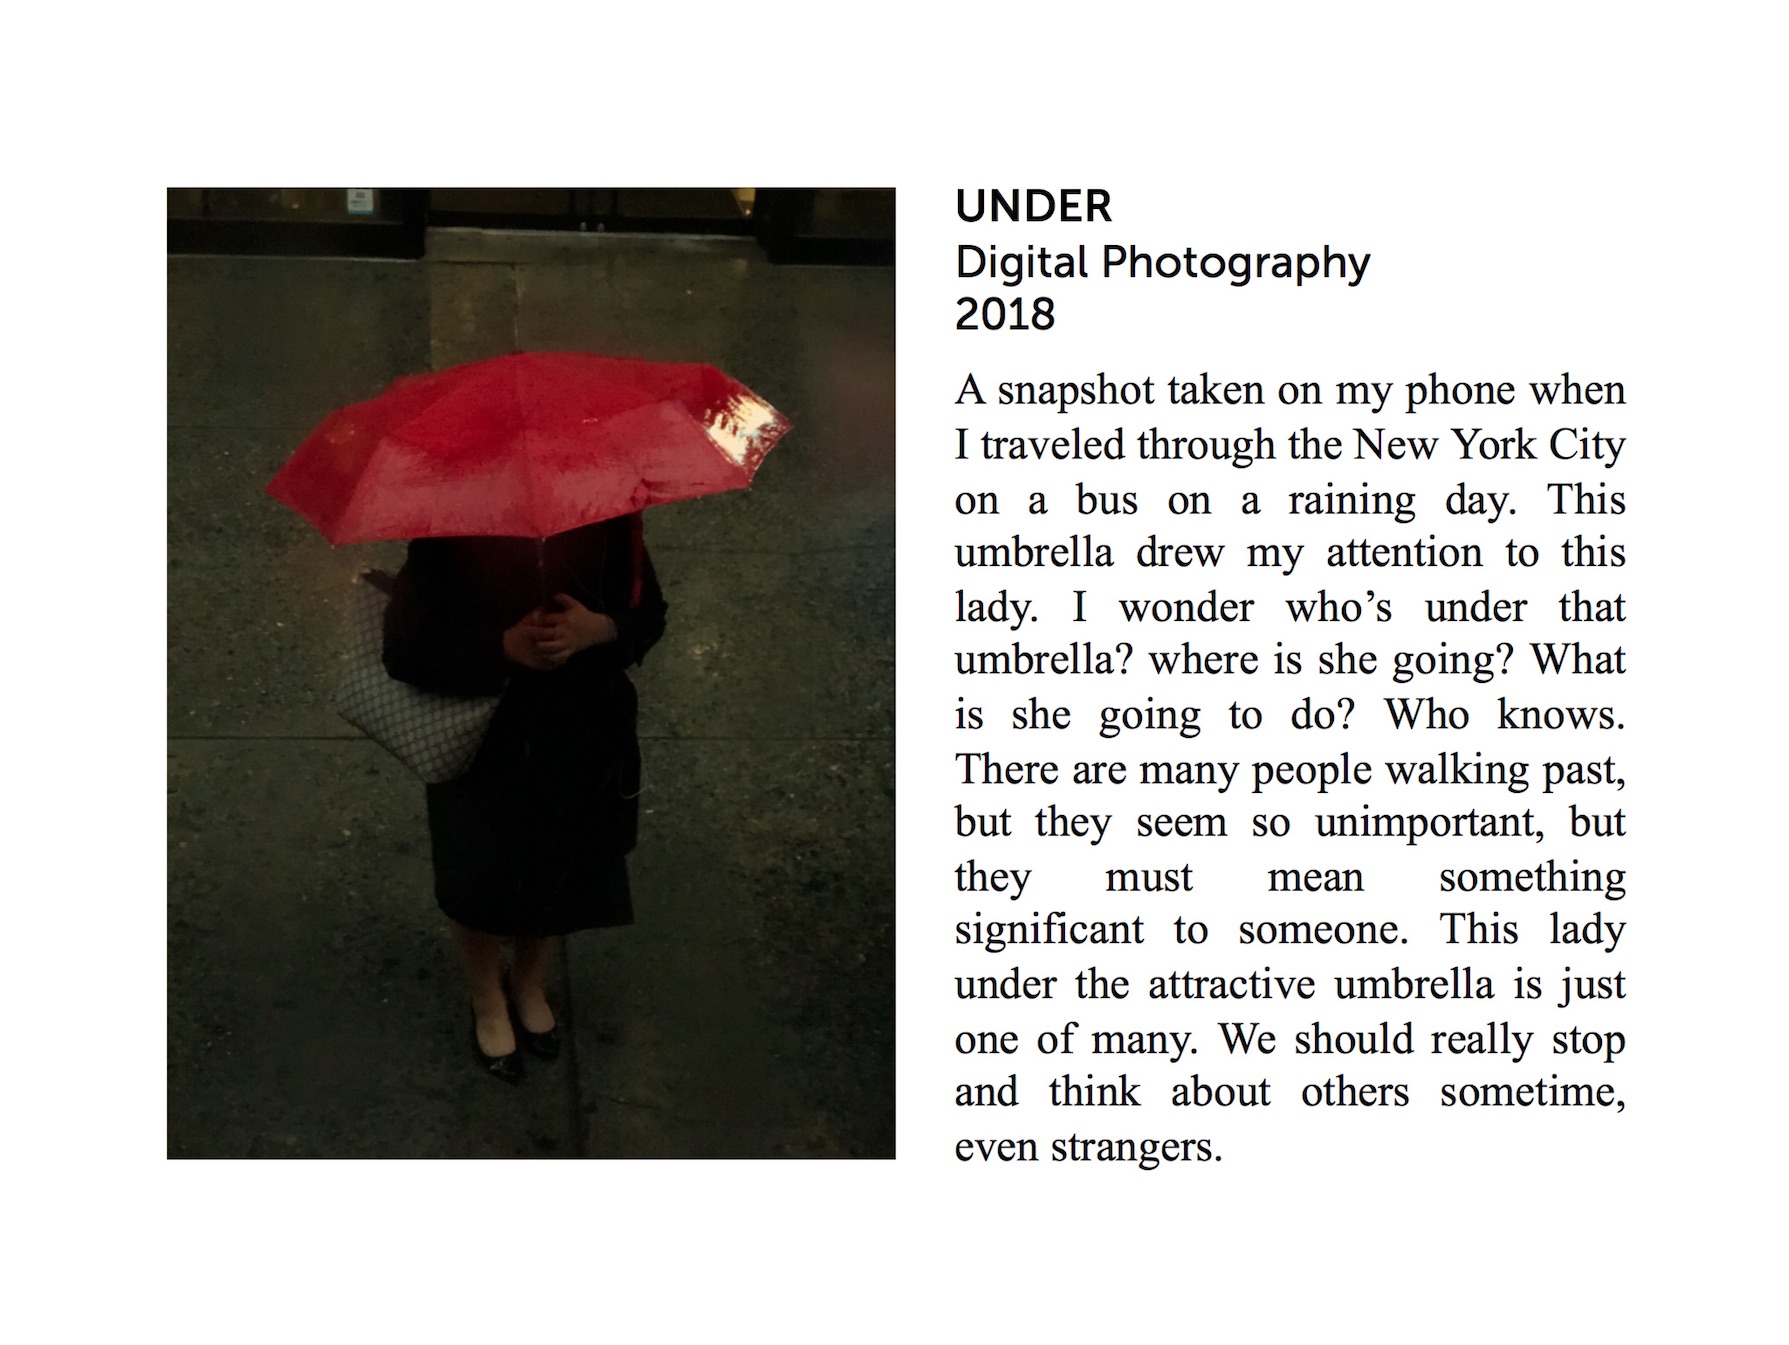 UNDER
Digital Photography
2018
A snapshot taken on my phone when
I traveled through the New York City
on a bus on a raining day. This
umbrella drew my attention to this
lady. I wonder who’s under that
umbrella? where is she going? What
is she going to do? Who knows.
There are many people walking past,
but they seem so unimportant, but
they must mean something
significant to someone. This lady
under the attractive umbrella is just
one of many. We should really stop
and think about others sometime,
even strangers.